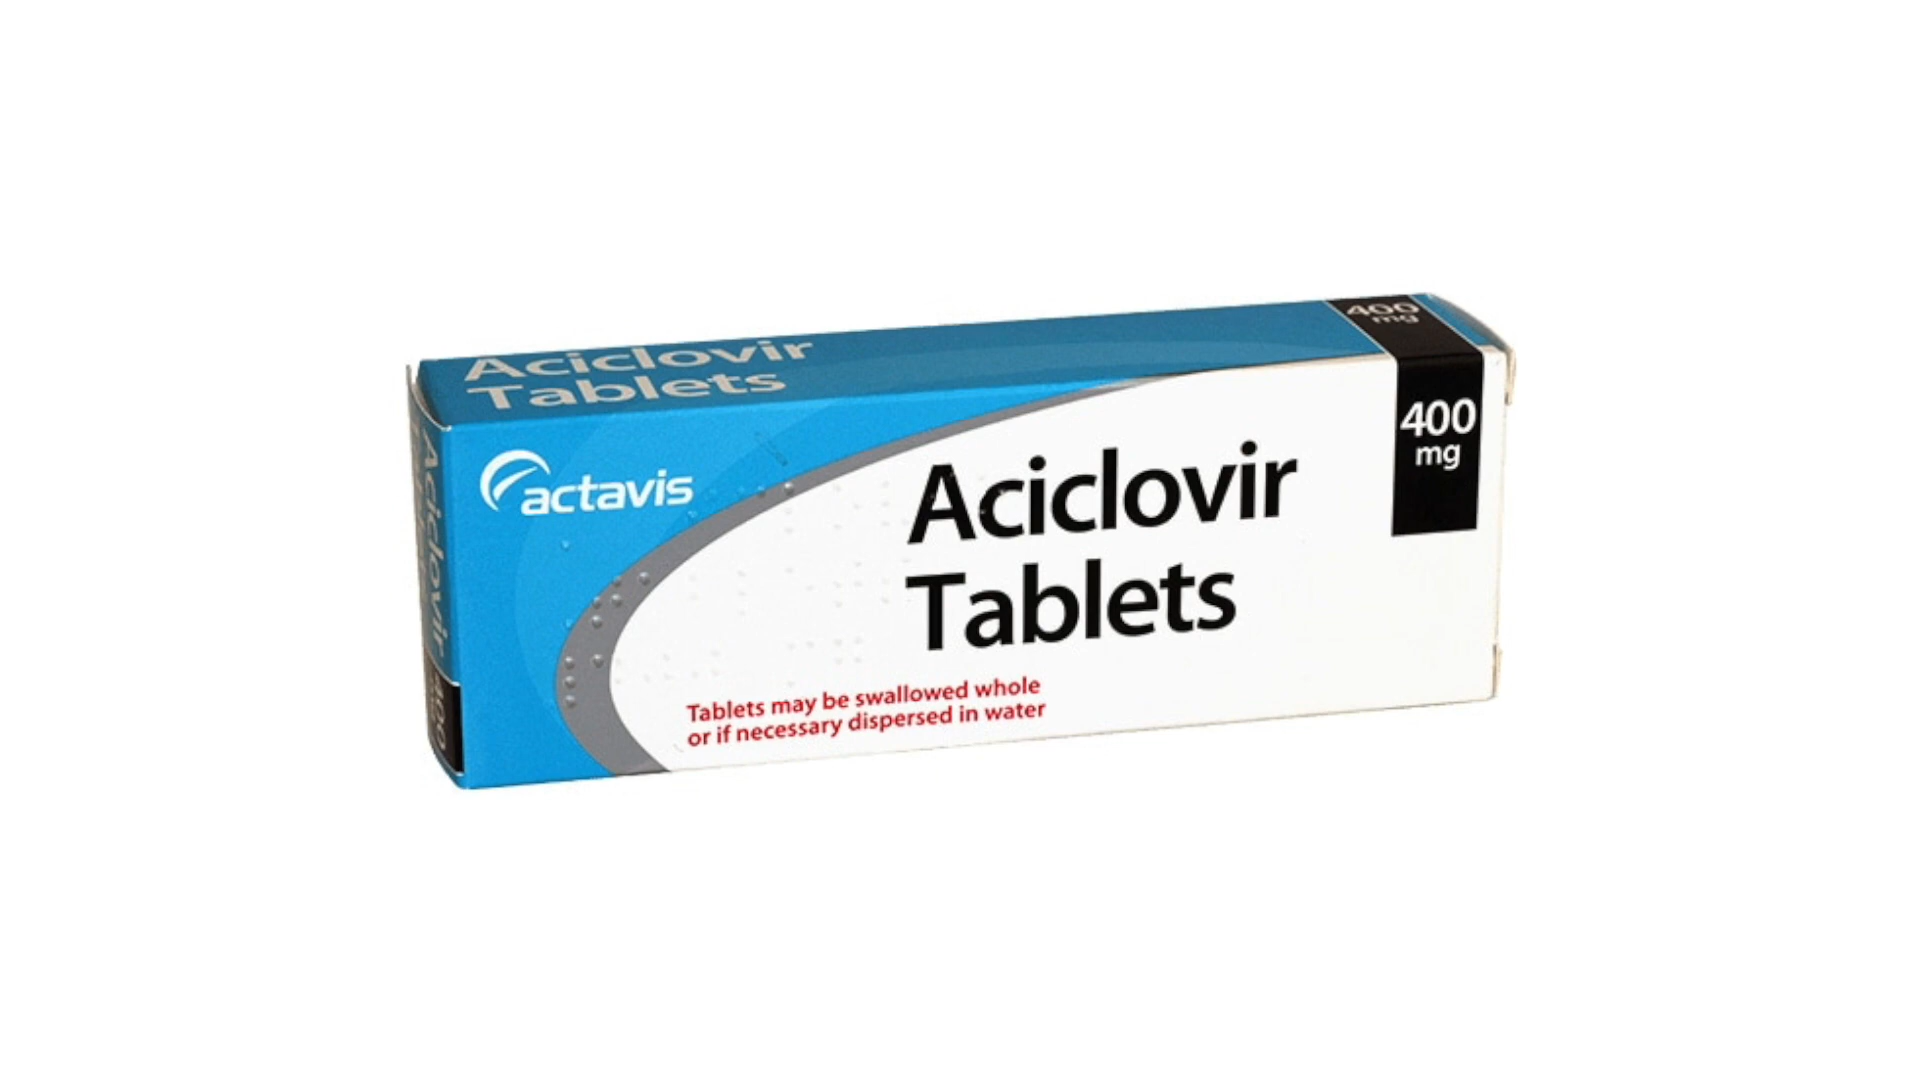 Aciclovir
Tablets
400
mg
actavis
Aciclovir
Tablets
400
mg
Tablets may be swallowed whole
or if necessary dispersed in water
Aciclovir
400